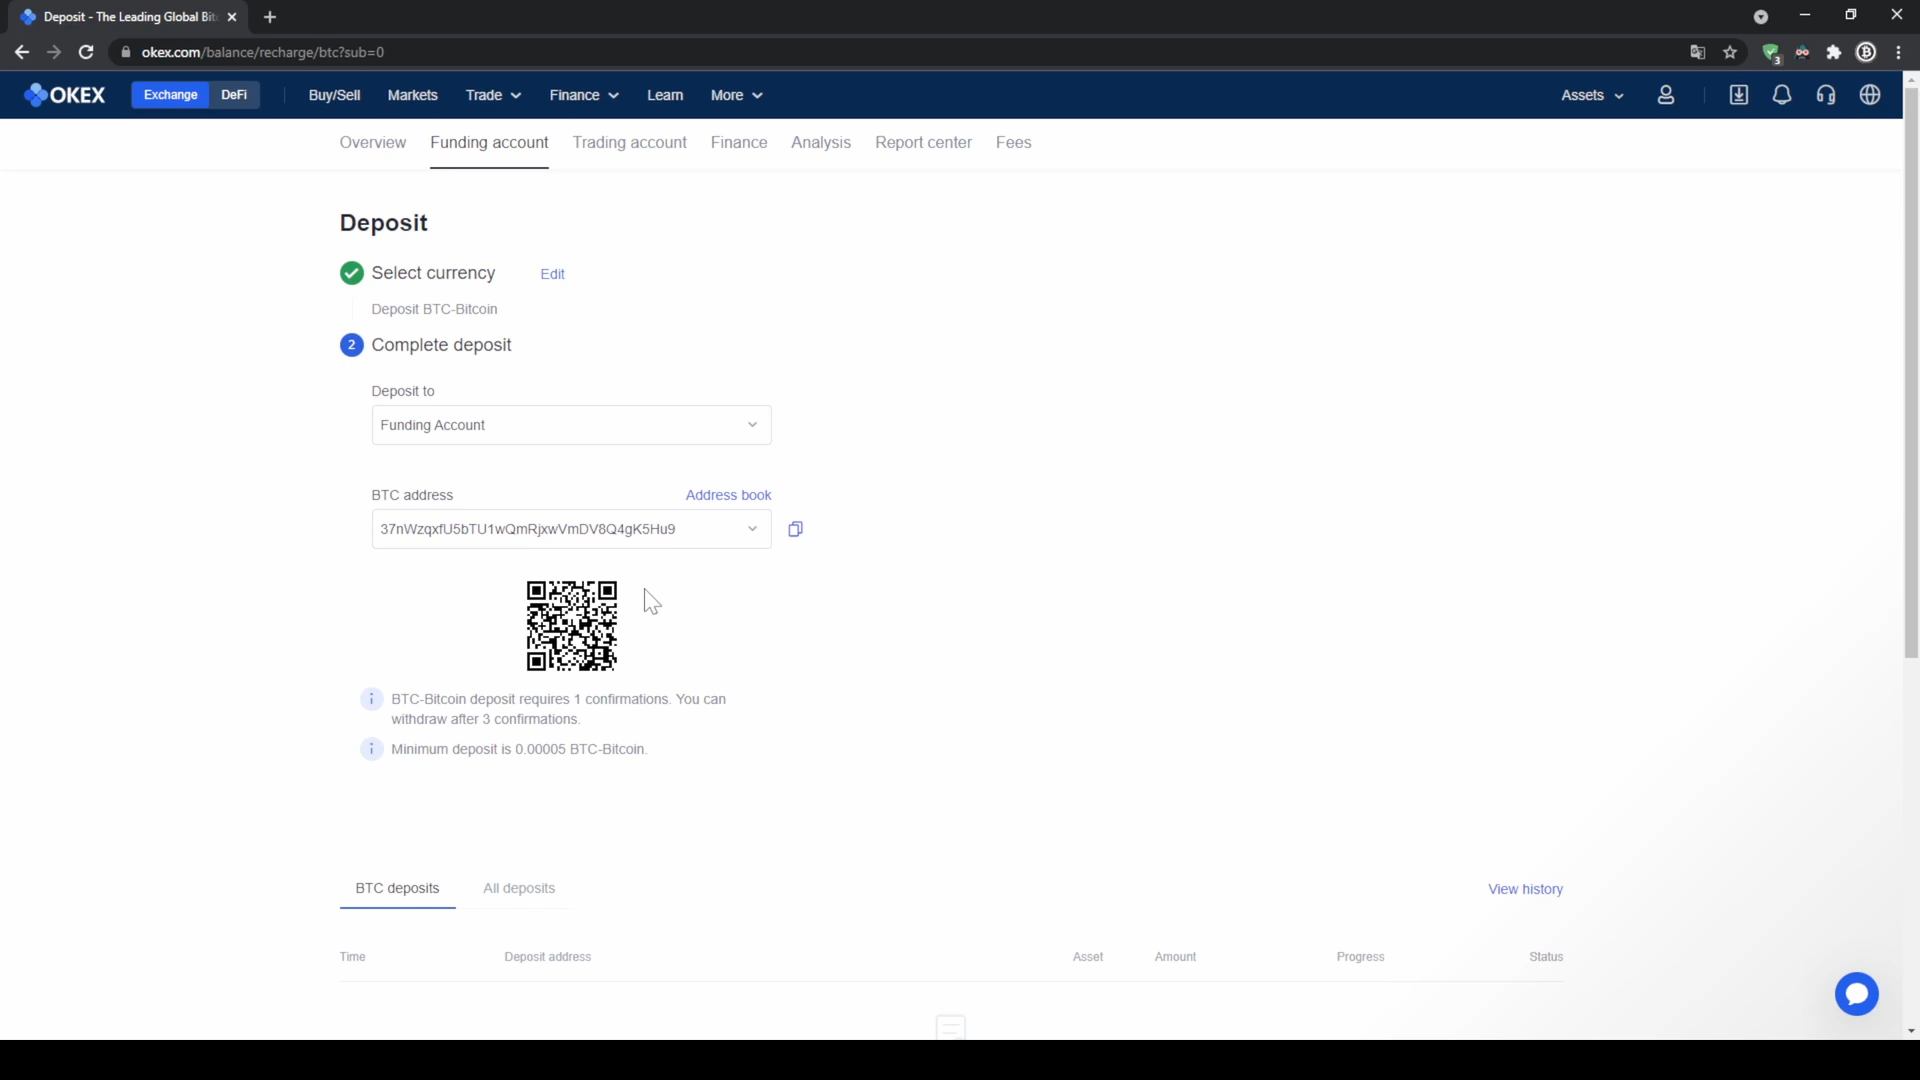 Deposit - The Leading Global Bit
okex.com/balance/recharge/btc?sub=0
3
OKEX Exchange DeFi Buy/Sell Markets Trade Finance Learn More Assets
Overview Funding account Trading account Finance Analysis Report center Fees
Deposit
Select currency Edit
Deposit BTC-Bitcoin
2 Complete deposit
Deposit to
Funding Account
BTC address Address book
37nWzqxfU5bTU1wQmRjxwVmDV8Q4gK5Hu9
i BTC-Bitcoin deposit requires 1 confirmations. You can
withdraw after 3 confirmations.
i Minimum deposit is 0.00005 BTC-Bitcoin.
BTC deposits All deposits View history
Time Deposit address Asset Amount Progress Status